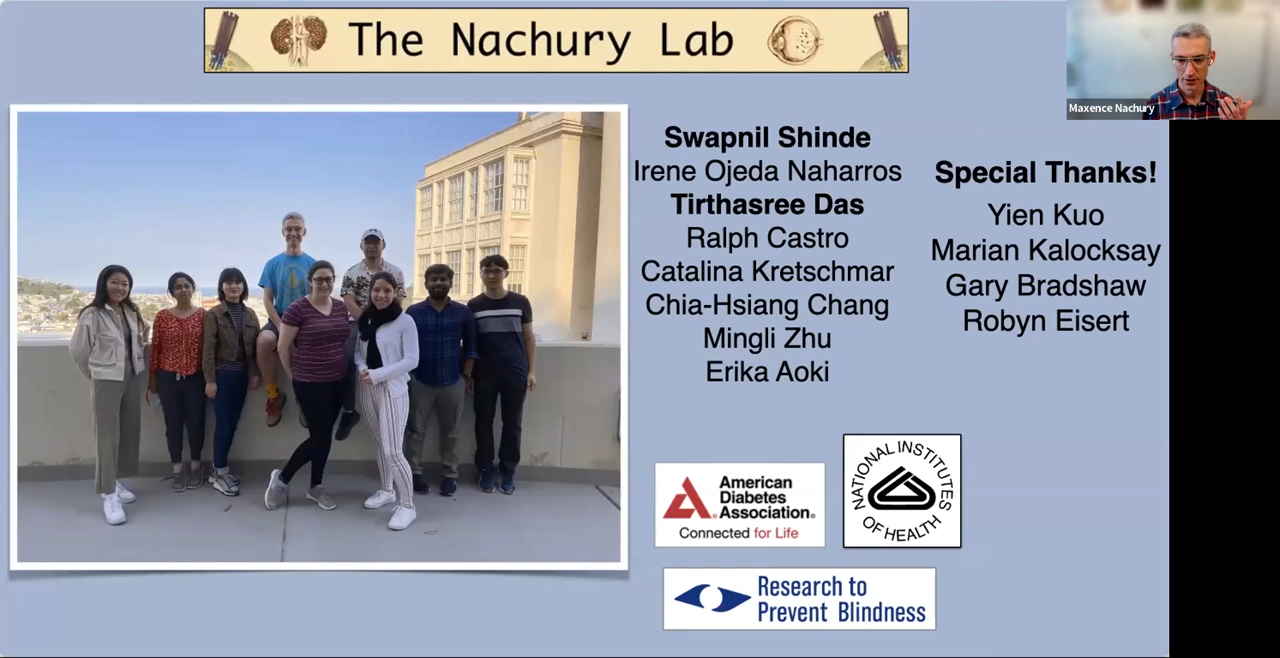 The Nachury Lab
Maxence Nachury
Swapnil Shinde
Irene Ojeda Naharros
Tirthasree Das
Ralph Castro
Catalina Kretschmar
Chia-Hsiang Chang
Mingli Zhu
Erika Aoki
Special Thanks!
Yien Kuo
Marian Kalocksay
Gary Bradshaw
Robyn Eisert
American
Diabetes
Association®
Connected for Life
NATIONAL INSTITUTES
OF HEALTH
Research to
Prevent Blindness